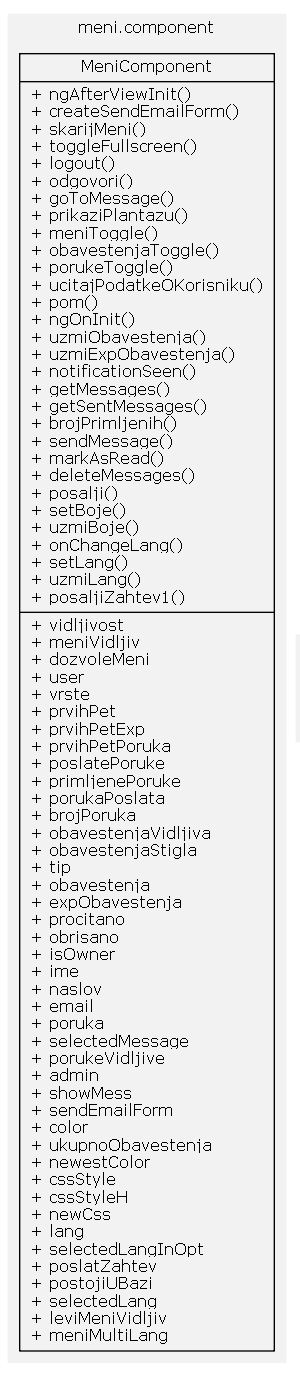 meni.component
MeniComponent
+ ngAfterViewInit()
+ createSendEmailForm()
+ skarijMeni()
+ toggleFullscreen()
+ logout()
+ odgovori()
+ goToMessage()
+ prikaziPlantazu()
+ meniToggle()
+ obavestenjaToggle()
+ porukeToggle()
+ ucitajPodatkeOKorisniku()
+ pom()
+ ngOnInit()
+ uzmiObavestenja()
+ uzmiExpObavestenja()
+ notificationSeen()
+ getMessages()
+ getSentMessages()
+ brojPrimljenih()
+ sendMessage()
+ markAsRead()
+ deleteMessages()
+ posalji()
+ setBoje()
+ uzmiBoje()
+ onChangeLang()
+ setLang()
+ uzmiLang()
+ posaljiZahtev1()
+ vidljivost
+ meniVidljiv
+ dozvoleMeni
+ user
+ vrste
+ prvihPet
+ prvihPetExp
+ prvihPetPoruka
+ poslatePoruke
+ primljenePoruke
+ porukaPoslata
+ brojPoruka
+ obavestenjaVidljiva
+ obavestenjaStigla
+ tip
+ obavestenja
+ expObavestenja
+ procitano
+ obrisano
+ isOwner
+ ime
+ naslov
+ email
+ poruka
+ selectedMessage
+ porukeVidljive
+ admin
+ showMess
+ sendEmailForm
+ color
+ ukupnoObavestenja
+ newestColor
+ cssStyle
+ cssStyleH
+ newCss
+ lang
+ selectedLangInOpt
+ poslatZahtev
+ postojiUBazi
+ selectedLang
+ leviMeniVidljiv
+ meniMultiLang